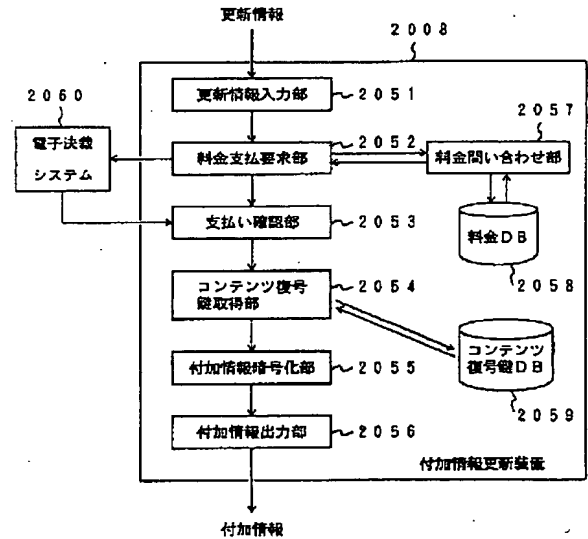 更新情報
2008
更新情報入力部
2051
2060
電子決裁
システム
2052
料金支払要求部
2057
料金問い合わせ部
支払い確認部
2053
料金DB
2058
コンテンツ復号
鍵取得部
2054
コンテンツ
復号鍵DB
2059
付加情報暗号化部
2055
付加情報出力部
2056
付加情報更新装置
付加情報